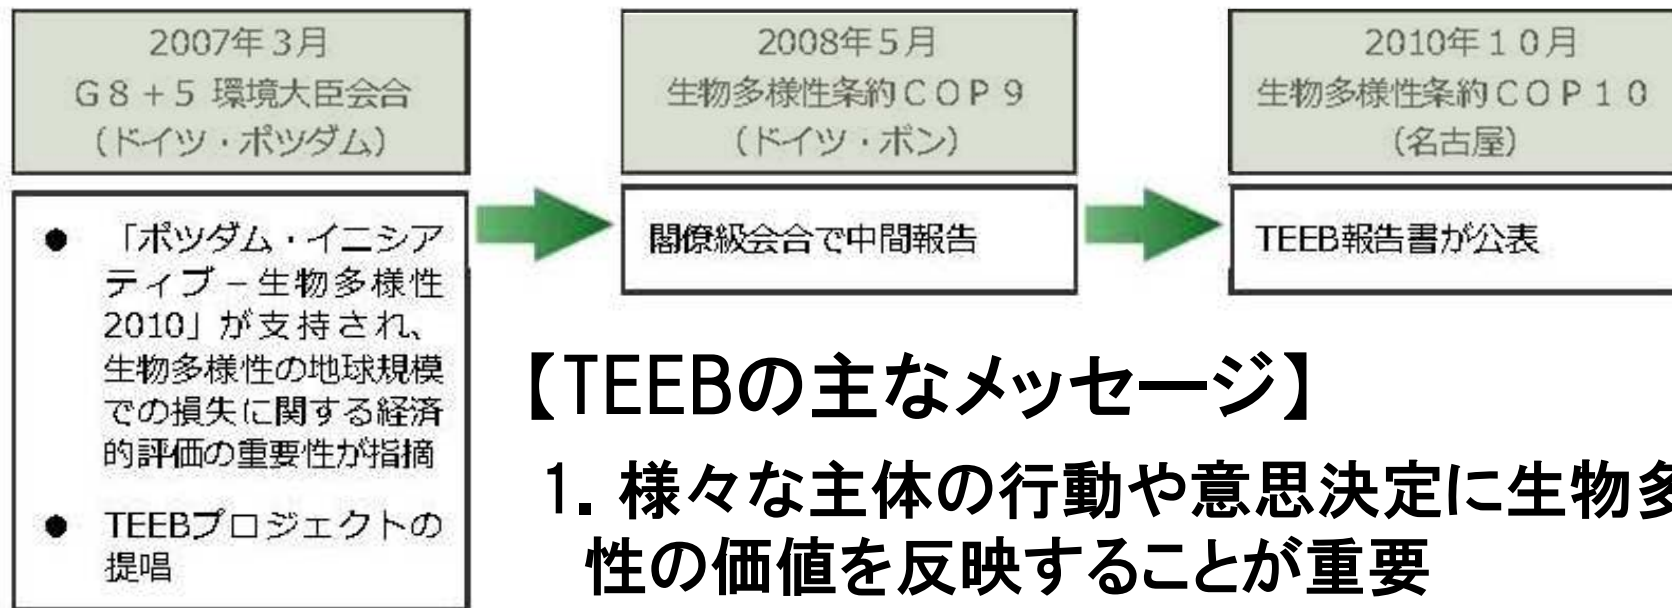 2007年3月
G8+5 環境大臣会合
(ドイツ・ポツダム)
● 「ポツダム・イニシア
ティブ－生物多様性
2010」が支持され、
生物多様性の地球規模
での損失に関する経済
的評価の重要性が指摘
● TEEBプロジェクトの
提唱
2008年5月
生物多様性条約COP9
(ドイツ・ボン)
閣僚級会合で中間報告
2010年10月
生物多様性条約COP10
(名古屋)
TEEB報告書が公表
【TEEBの主なメッセージ】
1. 様々な主体の行動や意思決定に生物多
性の価値を反映することが重要